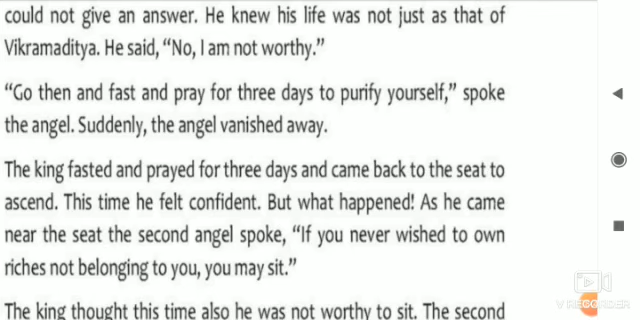 could not give an answer. He knew his life was not just as that of
Vikramaditya. He said, “No, I am not worthy.”
“Go then and fast and pray for three days to purify yourself,” spoke
the angel. Suddenly, the angel vanished away.
The king fasted and prayed for three days and came back to the seat to
ascend. This time he felt confident. But what happened! As he came
near the seat the second angel spoke, “If you never wished to own
riches not belonging to you, you may sit.”
The king thought this time also he was not worthy to sit. The second
V RECORDER